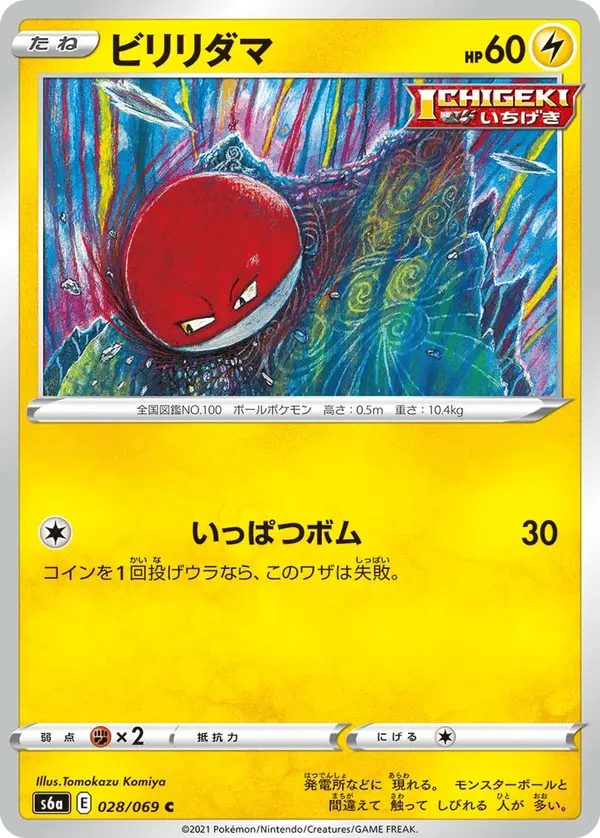 たね ビリリダマ HP60
ICHIGEKI
いちげき
全国図鑑NO.100 ボールポケモン 高さ:0.5m 重さ:10.4kg
いっぱつボム 30
コインを1回投げウラなら、このワザは失敗。
弱点 ×2 抵抗力 にげる
Illus.Tomokazu Komiya
s6a E 028/069 C
発電所などに 現れる。 モンスターボールと
間違えて 触って しびれる 人が 多い。
©2021 Pokémon/Nintendo/Creatures/GAME FREAK.